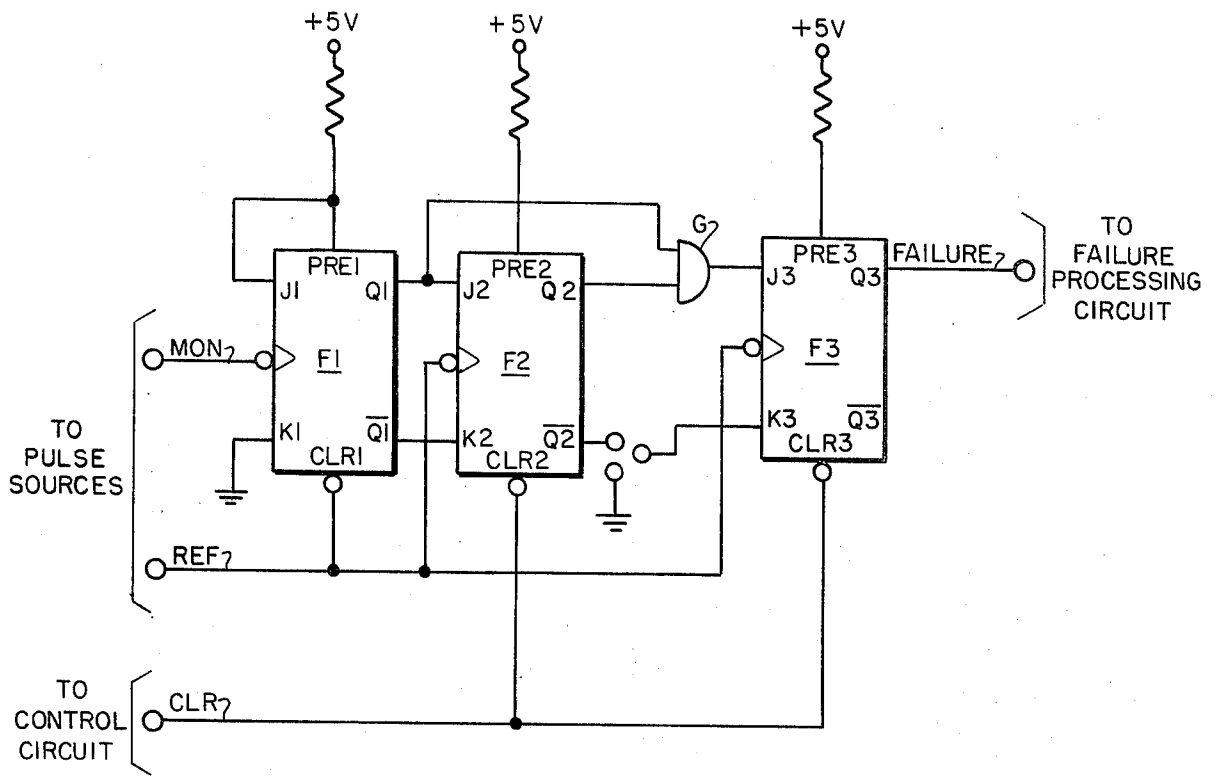 +5V
+5V
+5V
PRE1
J1
Q1
MON
F1
K1
Q1
CLR1
PRE2
J2
Q2
F2
K2
Q2
CLR2
G
PRE3
J3
Q3
F3
K3
Q3
CLR3
FAILURE
TO
FAILURE
PROCESSING
CIRCUIT
TO
PULSE
SOURCES
REF
TO
CONTROL
CIRCUIT
CLR